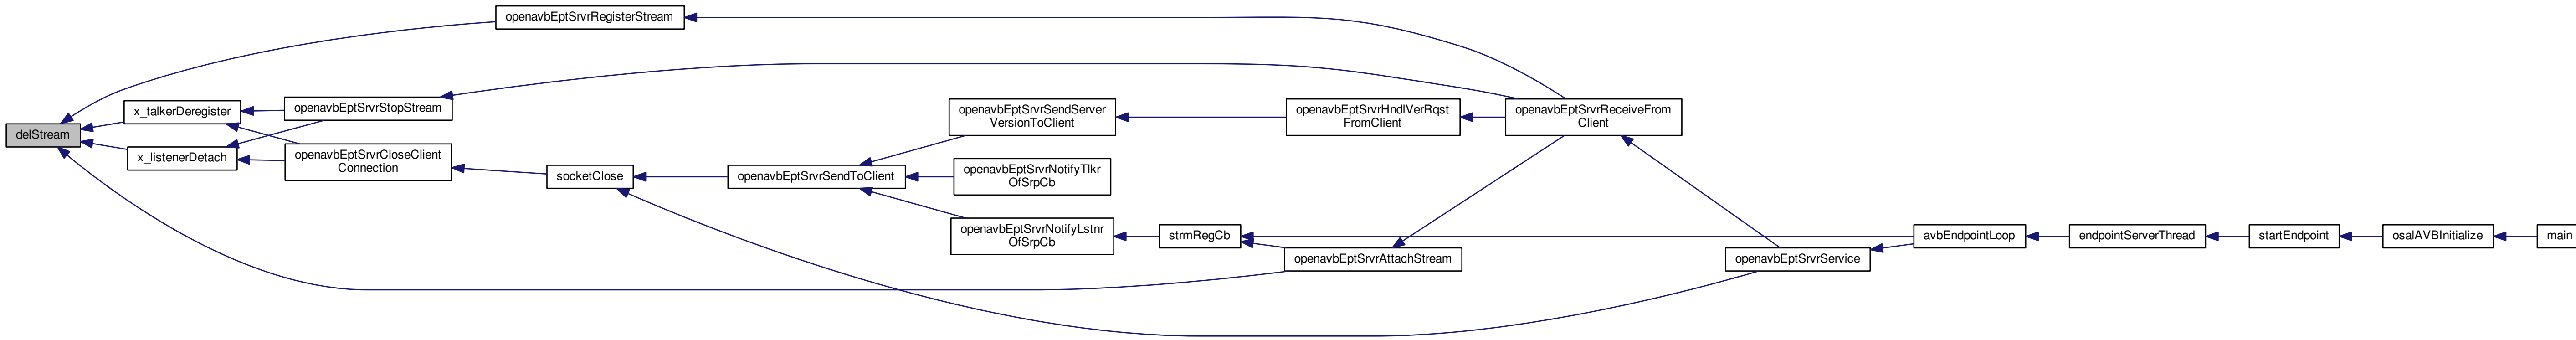 delStream
openavbEptSrvrRegisterStream
x_talkerDeregister
x_listenerDetach
openavbEptSrvrStopStream
openavbEptSrvrCloseClient
Connection
socketClose
openavbEptSrvrSendToClient
openavbEptSrvrSendServer
VersionToClient
openavbEptSrvrNotifyTlkr
OfSrpCb
openavbEptSrvrNotifyLstnr
OfSrpCb
strmRegCb
openavbEptSrvrHndlVerRqst
FromClient
openavbEptSrvrAttachStream
openavbEptSrvrReceiveFrom
Client
openavbEptSrvrService
avbEndpointLoop
endpointServerThread
startEndpoint
osalAVBInitialize
main